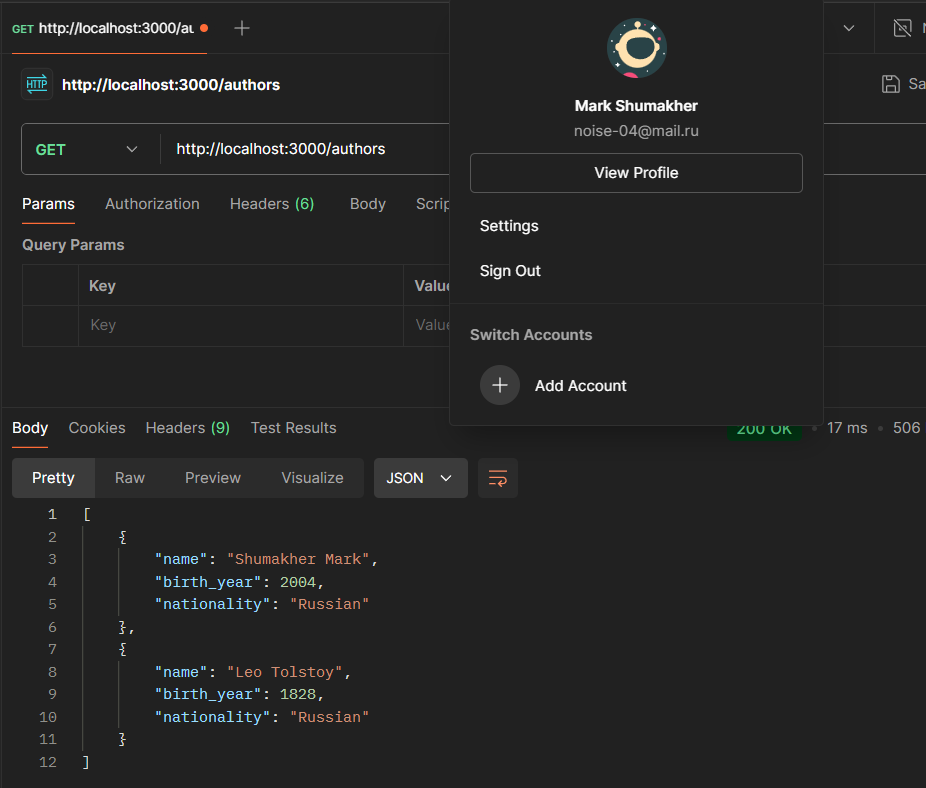 GET http://localhost:3000/au
HTTP http://localhost:3000/authors
Sa
GET http://localhost:3000/authors
Params Authorization Headers (6) Body Scrip
Query Params
Key Value
Key Value
Mark Shumakher
noise-04@mail.ru
View Profile
Settings
Sign Out
Switch Accounts
Add Account
Body Cookies Headers (9) Test Results 200 OK 17 ms 506
Pretty Raw Preview Visualize JSON
1 [
2 {
3 "name": "Shumakher Mark",
4 "birth_year": 2004,
5 "nationality": "Russian"
6 },
7 {
8 "name": "Leo Tolstoy",
9 "birth_year": 1828,
10 "nationality": "Russian"
11 }
12 ]